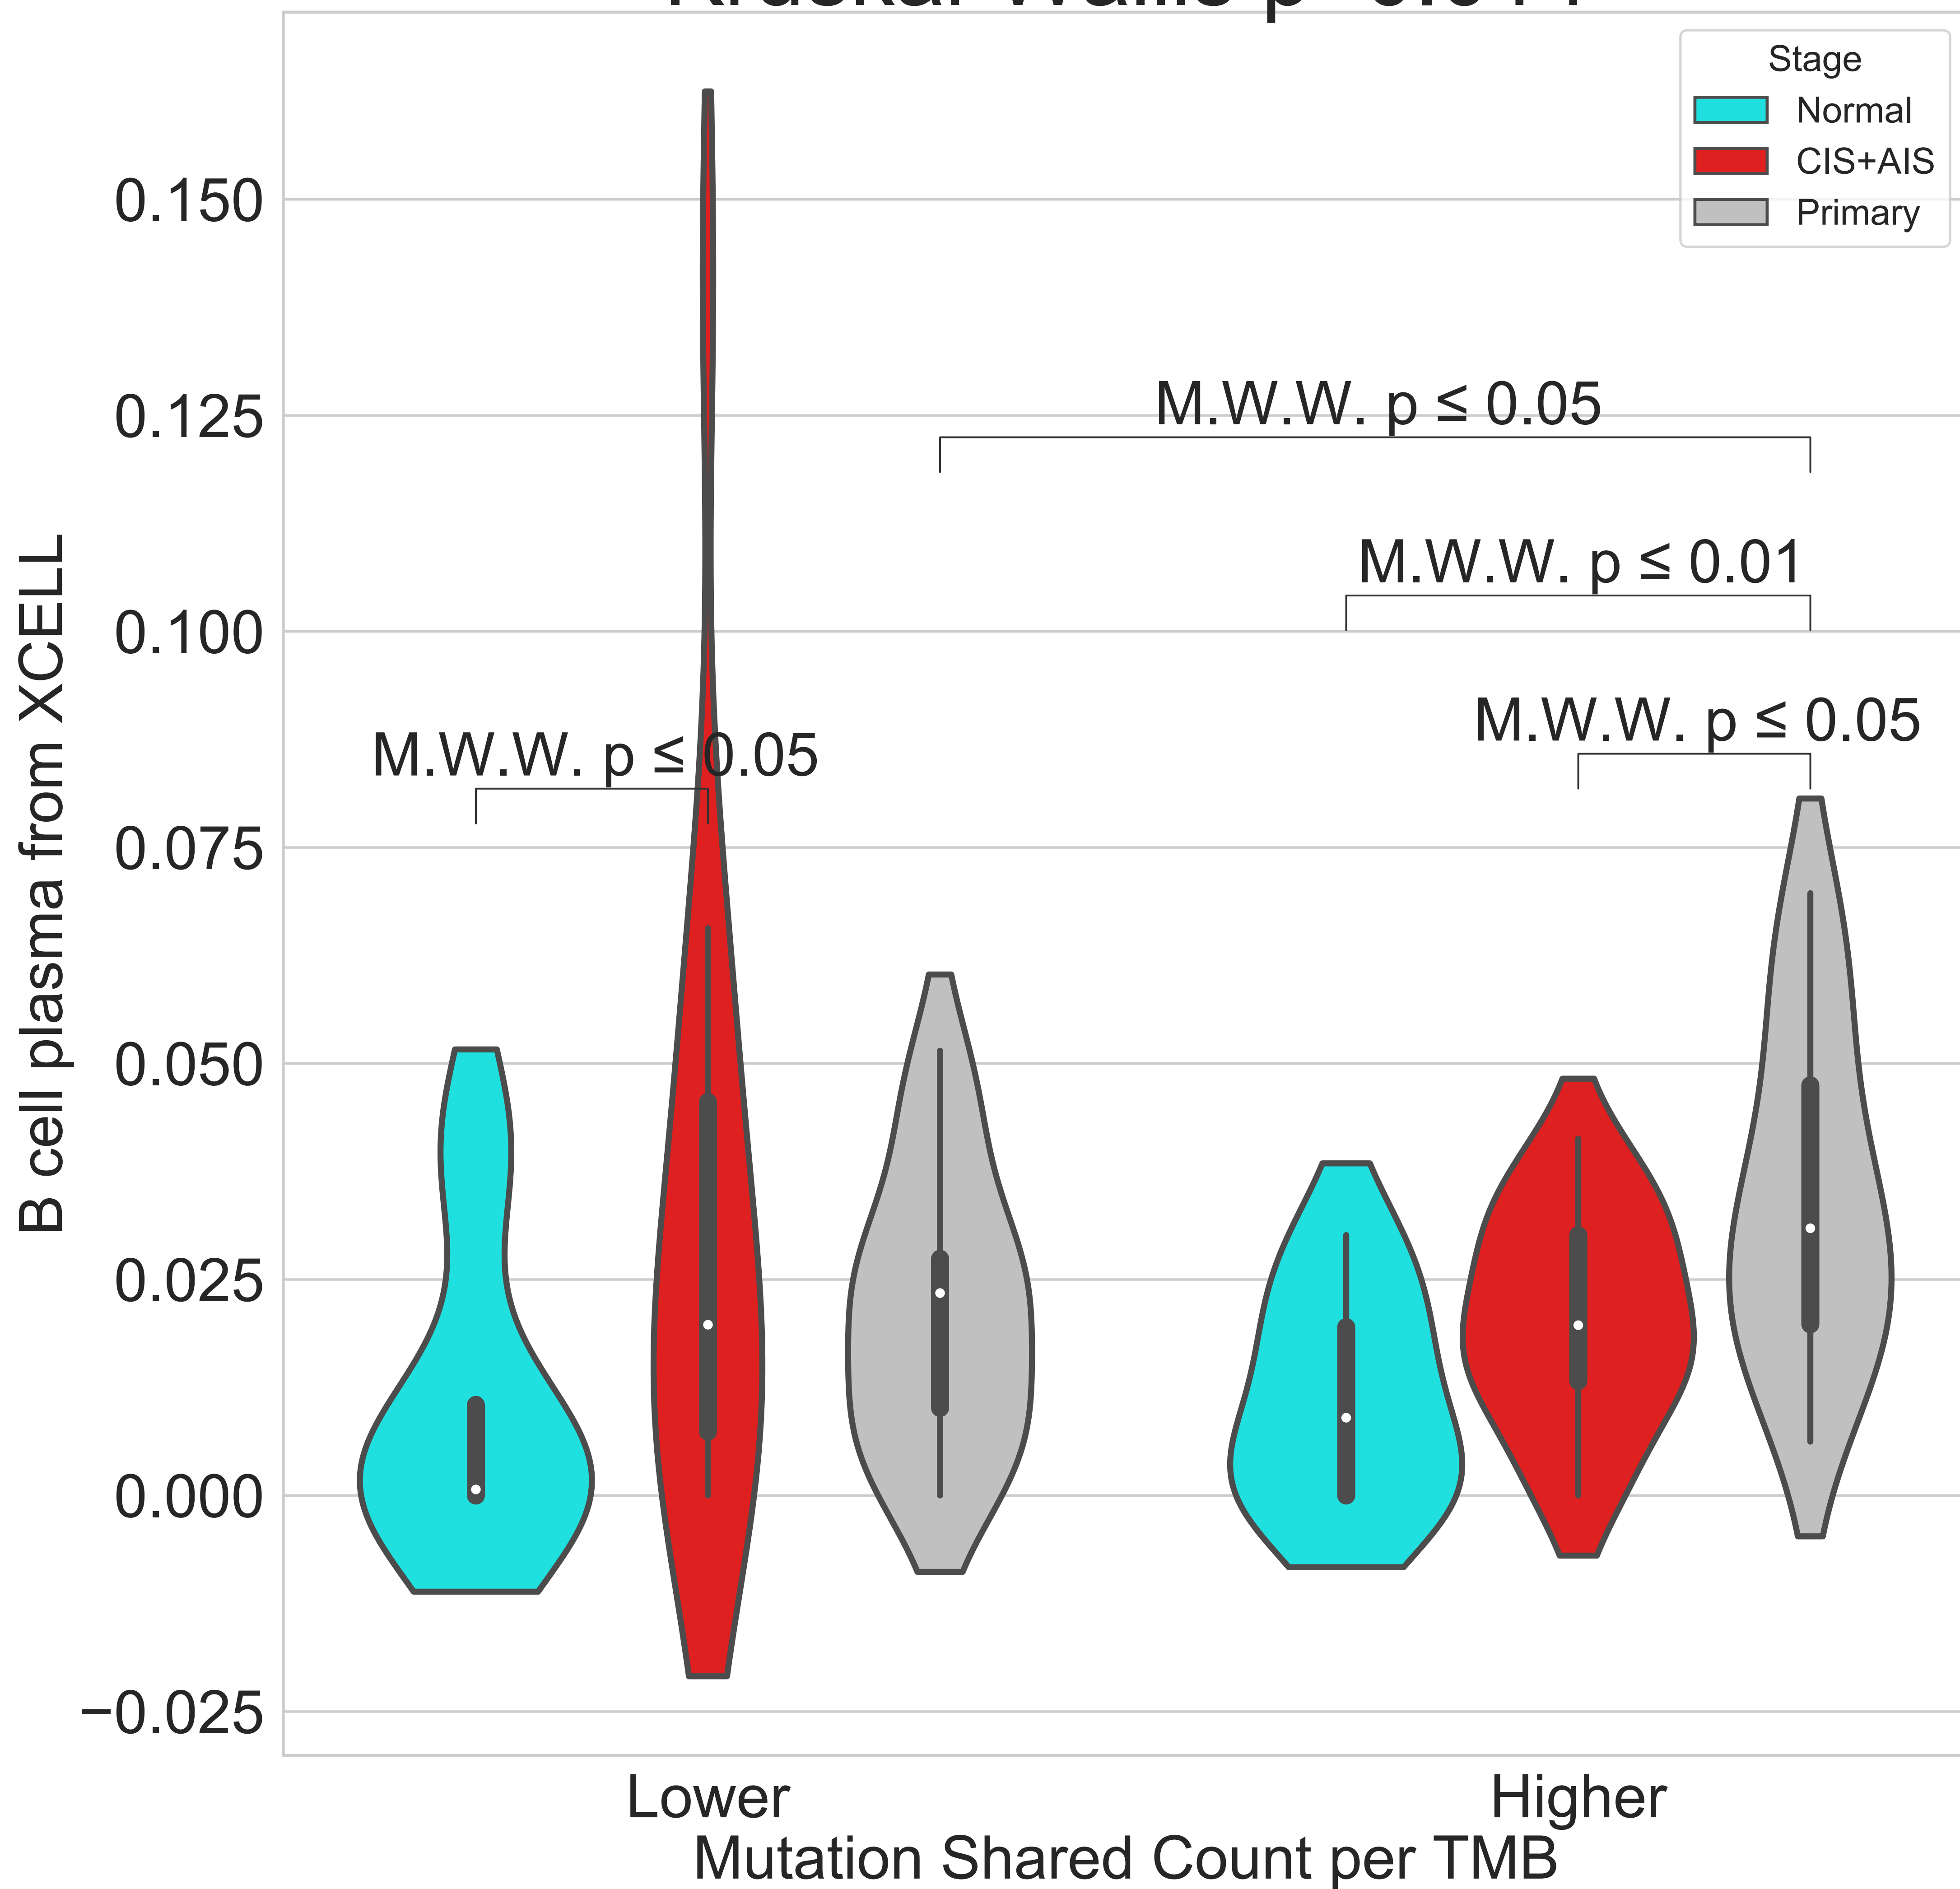 Stage
Normal
CIS+AIS
Primary
0.150
0.125
0.100
0.075
0.050
0.025
0.000
−0.025
B cell plasma from XCELL
M.W.W. p ≤ 0.05
M.W.W. p ≤ 0.01
M.W.W. p ≤ 0.05
M.W.W. p ≤ 0.05
Lower
Higher
Mutation Shared Count per TMB